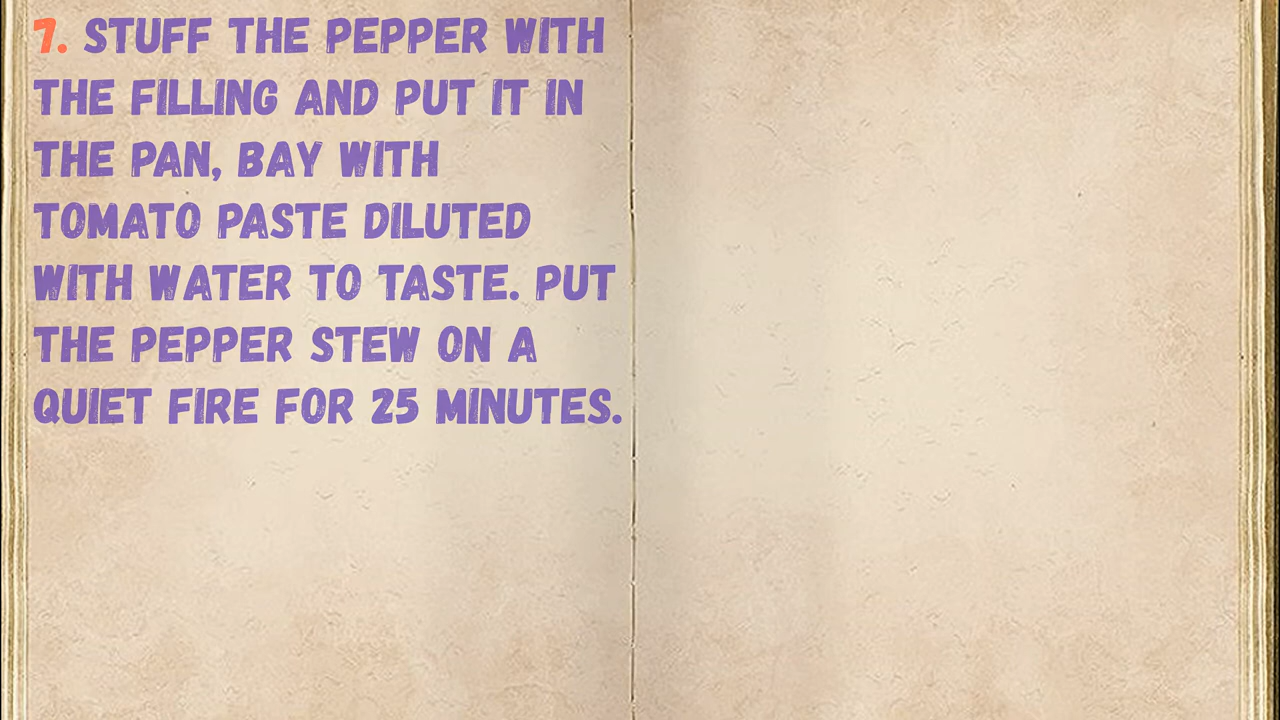 7. STUFF THE PEPPER WITH
THE FILLING AND PUT IT IN
THE PAN, BAY WITH
TOMATO PASTE DILUTED
WITH WATER TO TASTE. PUT
THE PEPPER STEW ON A
QUIET FIRE FOR 25 MINUTES.